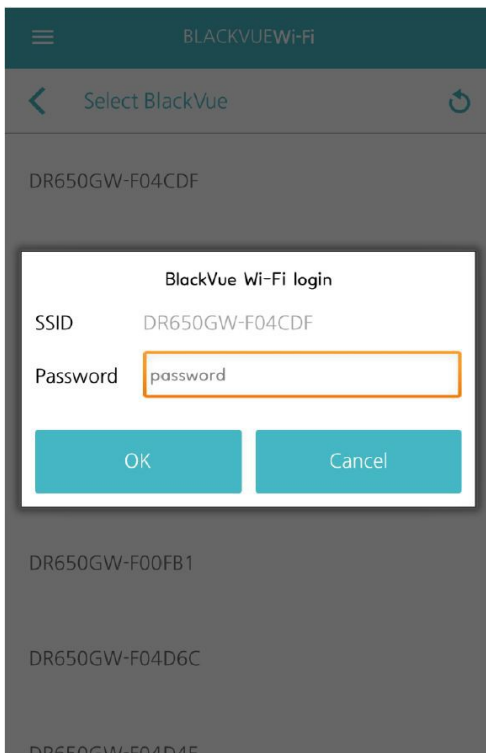 BLACKVUEWi-Fi
Select BlackVue
DR650GW-F04CDF
BlackVue Wi-Fi login
SSID DR650GW-F04CDF
Password password
OK Cancel
DR650GW-F00FB1
DR650GW-F04D6C